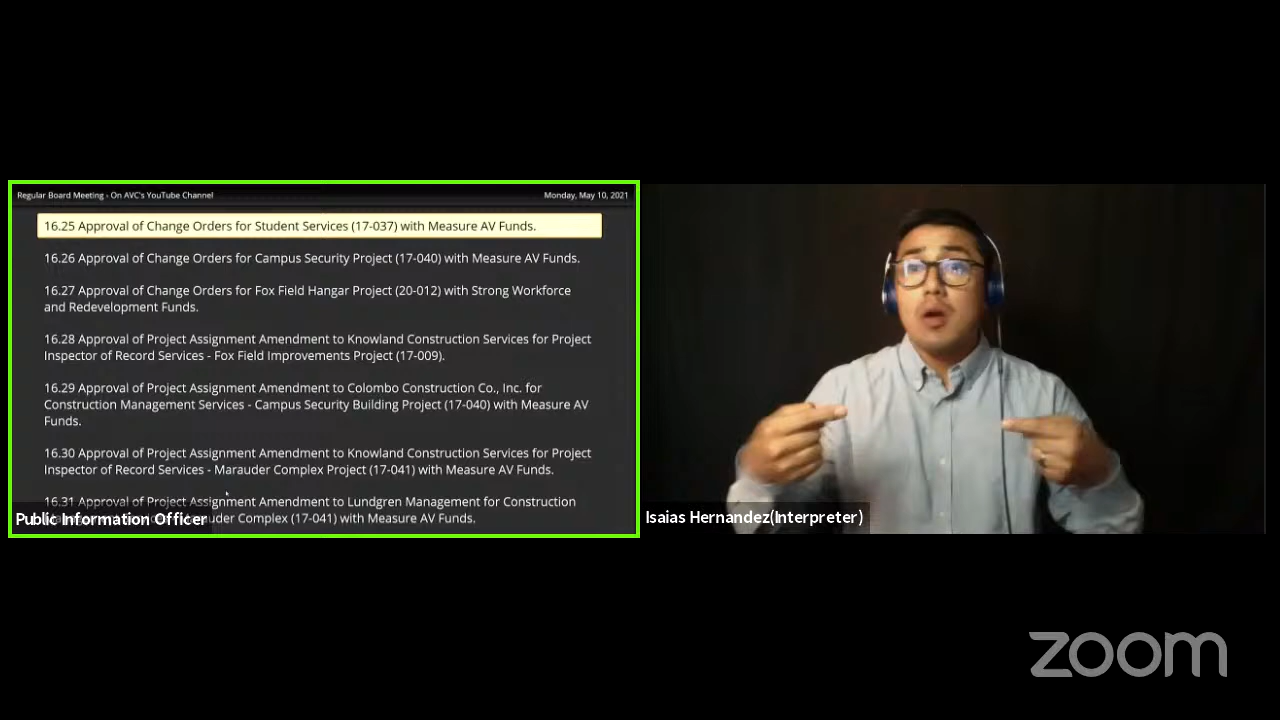 Regular Board Meeting - On AVC's YouTube Channel
Monday, May 10, 2021
16.25 Approval of Change Orders for Student Services (17-037) with Measure AV Funds.
16.26 Approval of Change Orders for Campus Security Project (17-040) with Measure AV Funds.
16.27 Approval of Change Orders for Fox Field Hangar Project (20-012) with Strong Workforce
and Redevelopment Funds.
16.28 Approval of Project Assignment Amendment to Knowland Construction Services for Project
Inspector of Record Services - Fox Field Improvements Project (17-009).
16.29 Approval of Project Assignment Amendment to Colombo Construction Co., Inc. for
Construction Management Services - Campus Security Building Project (17-040) with Measure AV
Funds.
16.30 Approval of Project Assignment Amendment to Knowland Construction Services for Project
Inspector of Record Services - Marauder Complex Project (17-041) with Measure AV Funds.
16.31 Approval of Project Assignment Amendment to Lundgren Management for Construction
Complex (17-041) with Measure AV Funds.
Public Information Officer
Isaias Hernandez(Interpreter)
zoom